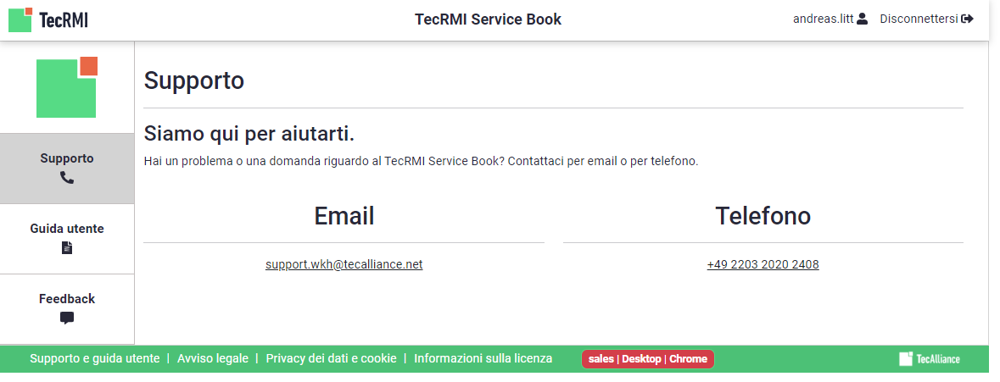 TecRMI
TecRMI Service Book
andreas.litt
Disconnettersi
Supporto
Siamo qui per aiutarti.
Hai un problema o una domanda riguardo al TecRMI Service Book? Contattaci per email o per telefono.
Email
Telefono
support.wkh@tecalliance.net
+49 2203 2020 2408
Supporto
Guida utente
Feedback
Supporto e guida utente | Avviso legale | Privacy dei dati e cookie | Informazioni sulla licenza
sales | Desktop | Chrome
TecAlliance